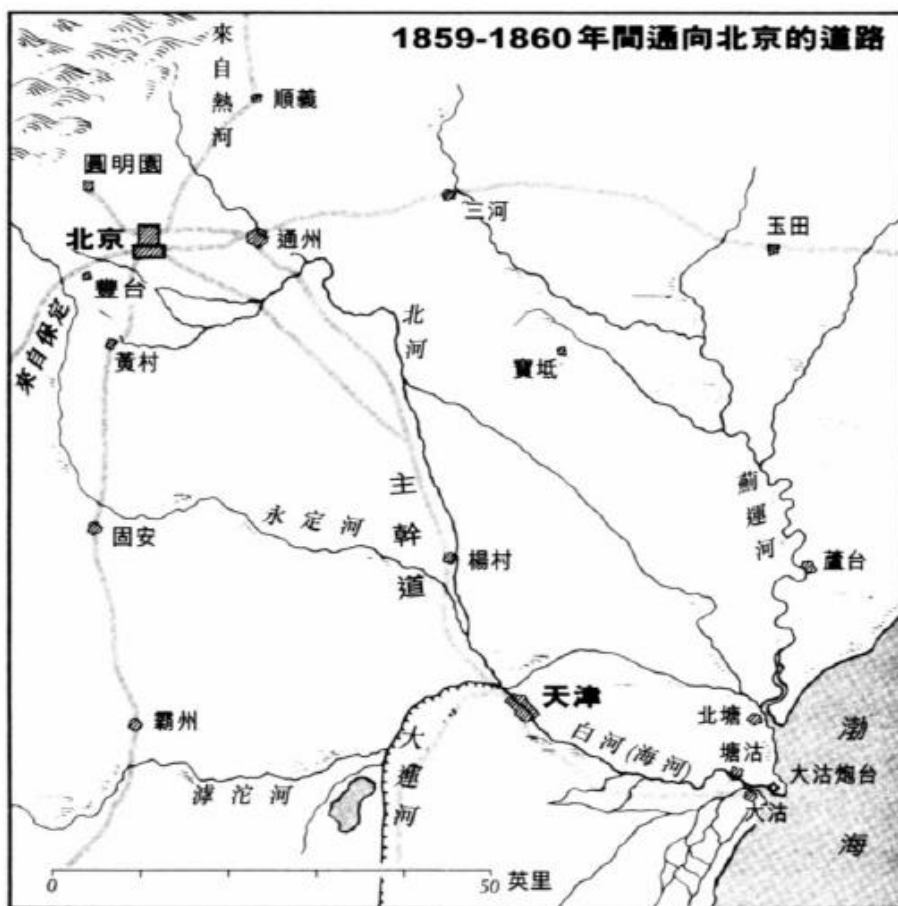 1859-1860年間通向北京的道路
來自熱河
順義
圓明園
三河
玉田
北京
通州
豐台
來自保定
黃村
北河
寶坻
薊運河
主幹道
永定河
固安
楊村
蘆台
天津
霸州
北塘
白河(海河)
塘沽
大沽炮台
大沽
大運河
滹沱河
渤海
0
50
英里